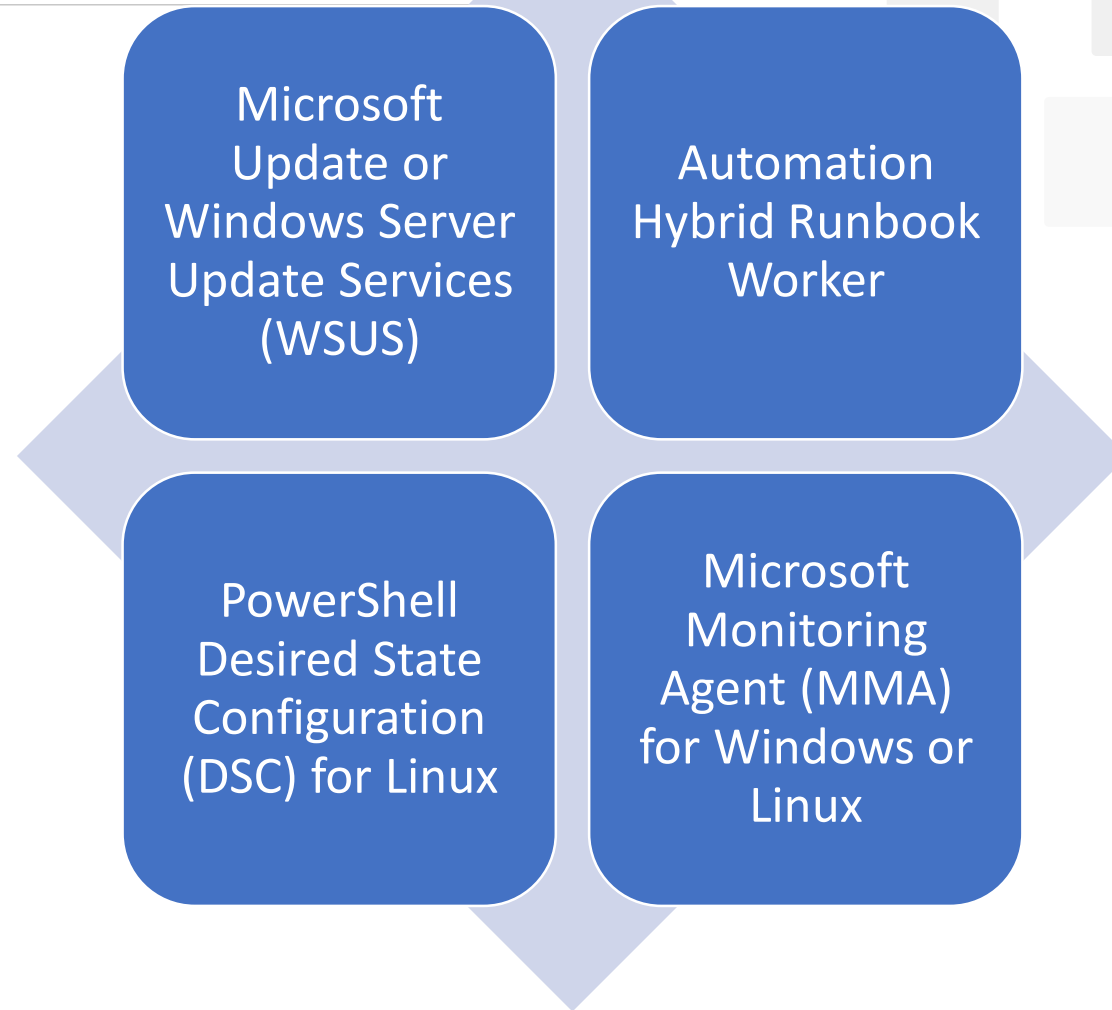 Microsoft
Update or
Windows Server
Update Services
(WSUS)
Automation
Hybrid Runbook
Worker
PowerShell
Desired State
Configuration
(DSC) for Linux
Microsoft
Monitoring
Agent (MMA)
for Windows or
Linux